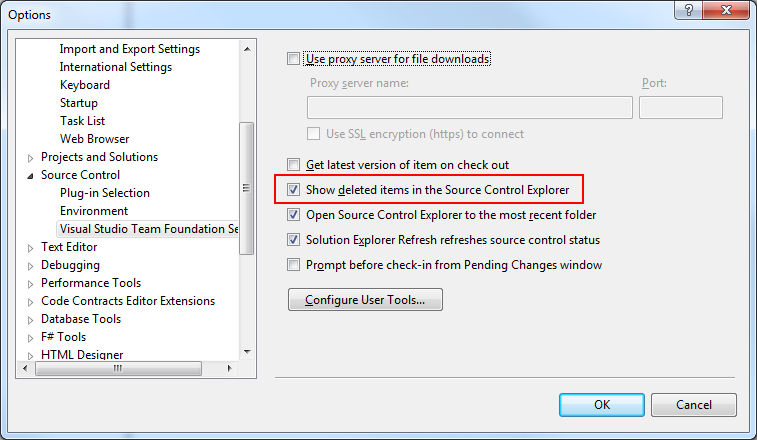 Options
Import and Export Settings
International Settings
Keyboard
Startup
Task List
Web Browser
Projects and Solutions
Source Control
Plug-in Selection
Environment
Visual Studio Team Foundation Se
Text Editor
Debugging
Performance Tools
Code Contracts Editor Extensions
Database Tools
F# Tools
HTML Designer
Use proxy server for file downloads
Proxy server name:
Port:
Use SSL encryption (https) to connect
Get latest version of item on check out
Show deleted items in the Source Control Explorer
Open Source Control Explorer to the most recent folder
Solution Explorer Refresh refreshes source control status
Prompt before check-in from Pending Changes window
Configure User Tools...
OK
Cancel